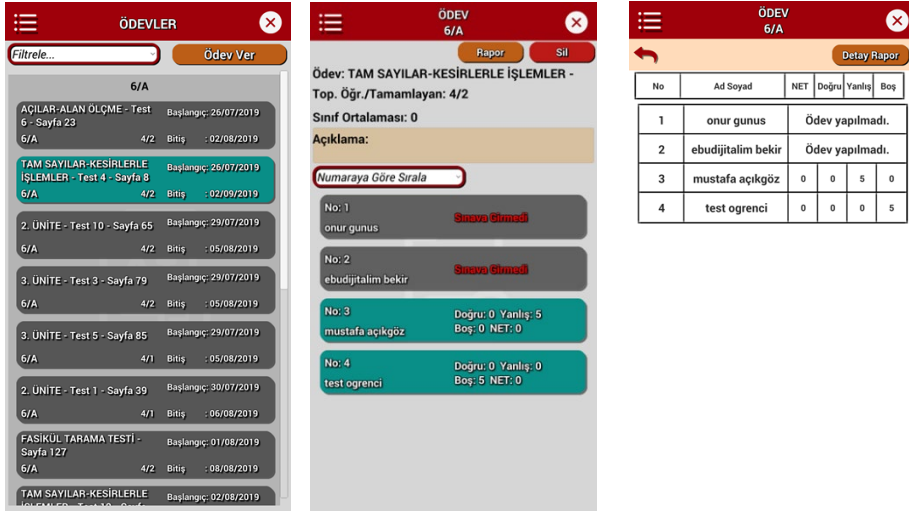 ÖDEVLER
Filtrele...
Ödev Ver
6/A
AÇILAR-ALAN ÖLÇME - Test
6 - Sayfa 23
Başlangıç: 26/07/2019
6/A 4/2 Bitiş : 02/08/2019
TAM SAYILAR-KESİRLERLE
İŞLEMLER - Test 4 - Sayfa 8
Başlangıç: 26/07/2019
6/A 4/2 Bitiş : 02/09/2019
2. ÜNİTE - Test 10 - Sayfa 65
Başlangıç: 29/07/2019
6/A 4/2 Bitiş : 05/08/2019
3. ÜNİTE - Test 3 - Sayfa 79
Başlangıç: 29/07/2019
6/A 4/2 Bitiş : 05/08/2019
3. ÜNİTE - Test 5 - Sayfa 85
Başlangıç: 29/07/2019
6/A 4/1 Bitiş : 05/08/2019
2. ÜNİTE - Test 1 - Sayfa 39
Başlangıç: 30/07/2019
6/A 4/1 Bitiş : 06/08/2019
FASİKÜL TARAMA TESTİ -
Sayfa 127
Başlangıç: 01/08/2019
6/A 4/2 Bitiş : 08/08/2019
TAM SAYILAR-KESİRLERLE
Başlangıç: 02/08/2019
ÖDEV
6/A
Rapor
Sil
Ödev: TAM SAYILAR-KESİRLERLE İŞLEMLER -
Top. Öğr./Tamamlayan: 4/2
Sınıf Ortalaması: 0
Açıklama:
Numaraya Göre Sırala
No: 1
onur gunus
Sınava Girmedi
No: 2
ebudijitalim bekir
Sınava Girmedi
No: 3
mustafa açıkgöz
Doğru: 0 Yanlış: 5
Boş: 0 NET: 0
No: 4
test ogrenci
Doğru: 0 Yanlış: 0
Boş: 5 NET: 0
ÖDEV
6/A
Detay Rapor
No Ad Soyad NET Doğru Yanlış Boş
1 onur gunus Ödev yapılmadı.
2 ebudijitalim bekir Ödev yapılmadı.
3 mustafa açıkgöz 0 0 5 0
4 test ogrenci 0 0 0 5